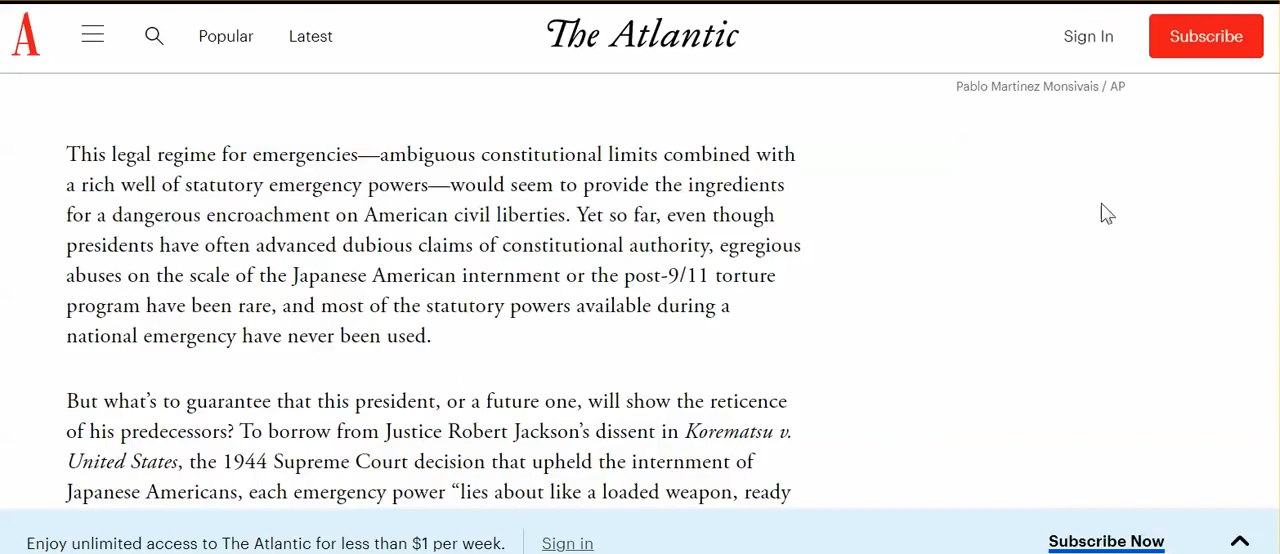 A
Popular
Latest
The Atlantic
Sign In
Subscribe
Pablo Martinez Monsivais / AP
This legal regime for emergencies—ambiguous constitutional limits combined with
a rich well of statutory emergency powers—would seem to provide the ingredients
for a dangerous encroachment on American civil liberties. Yet so far, even though
presidents have often advanced dubious claims of constitutional authority, egregious
abuses on the scale of the Japanese American internment or the post-9/11 torture
program have been rare, and most of the statutory powers available during a
national emergency have never been used.
But what’s to guarantee that this president, or a future one, will show the reticence
of his predecessors? To borrow from Justice Robert Jackson’s dissent in Korematsu v.
United States, the 1944 Supreme Court decision that upheld the internment of
Japanese Americans, each emergency power “lies about like a loaded weapon, ready
Enjoy unlimited access to The Atlantic for less than $1 per week.
Sign in
Subscribe Now